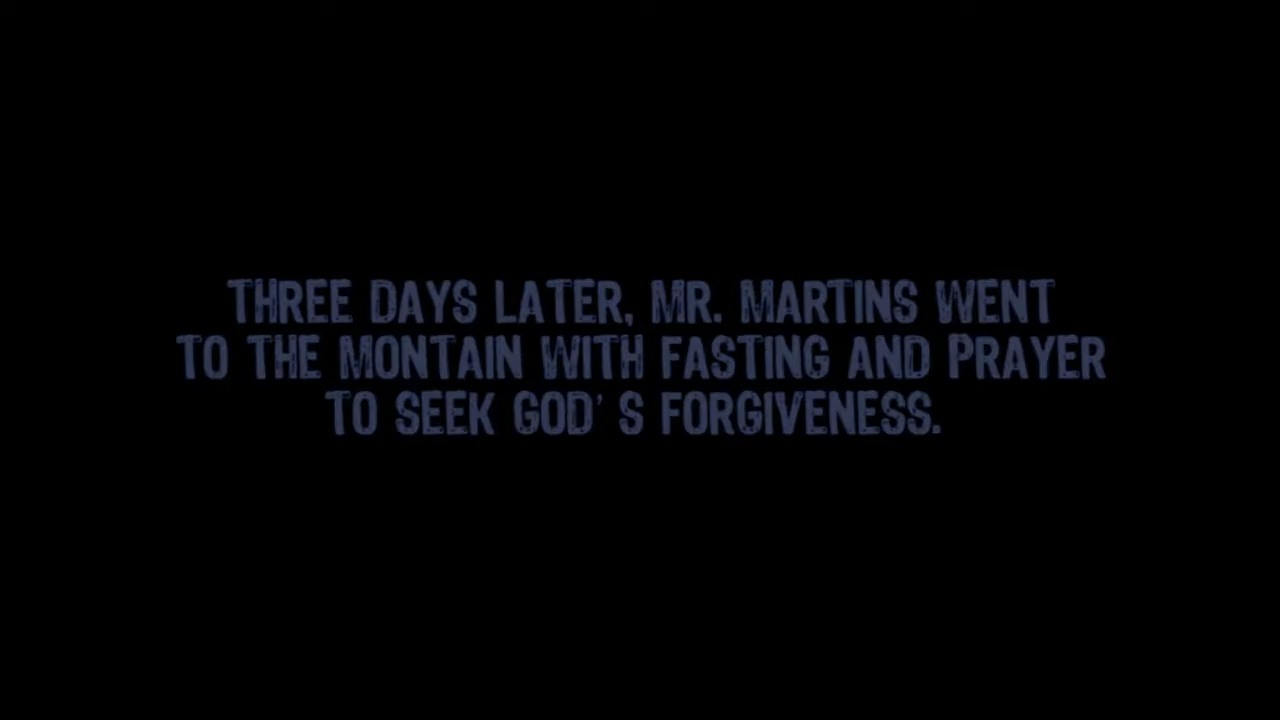 THREE DAYS LATER, MR. MARTINS WENT
TO THE MONTAIN WITH FASTING AND PRAYER
TO SEEK GOD' S FORGIVENESS.